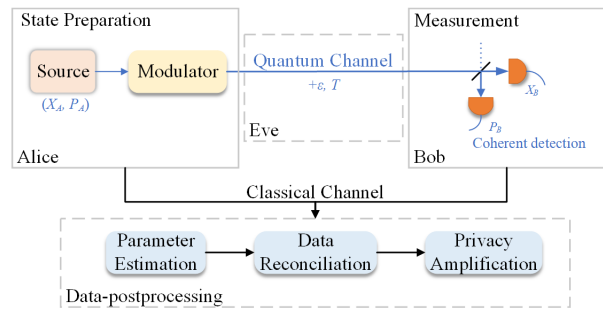 State Preparation
Measurement
Source
Modulator
Quantum Channel
+ε, T
(X_A, P_A)
X_B
P_B
Coherent detection
Eve
Alice
Bob
Classical Channel
Parameter
Estimation
Data
Reconciliation
Privacy
Amplification
Data-postprocessing